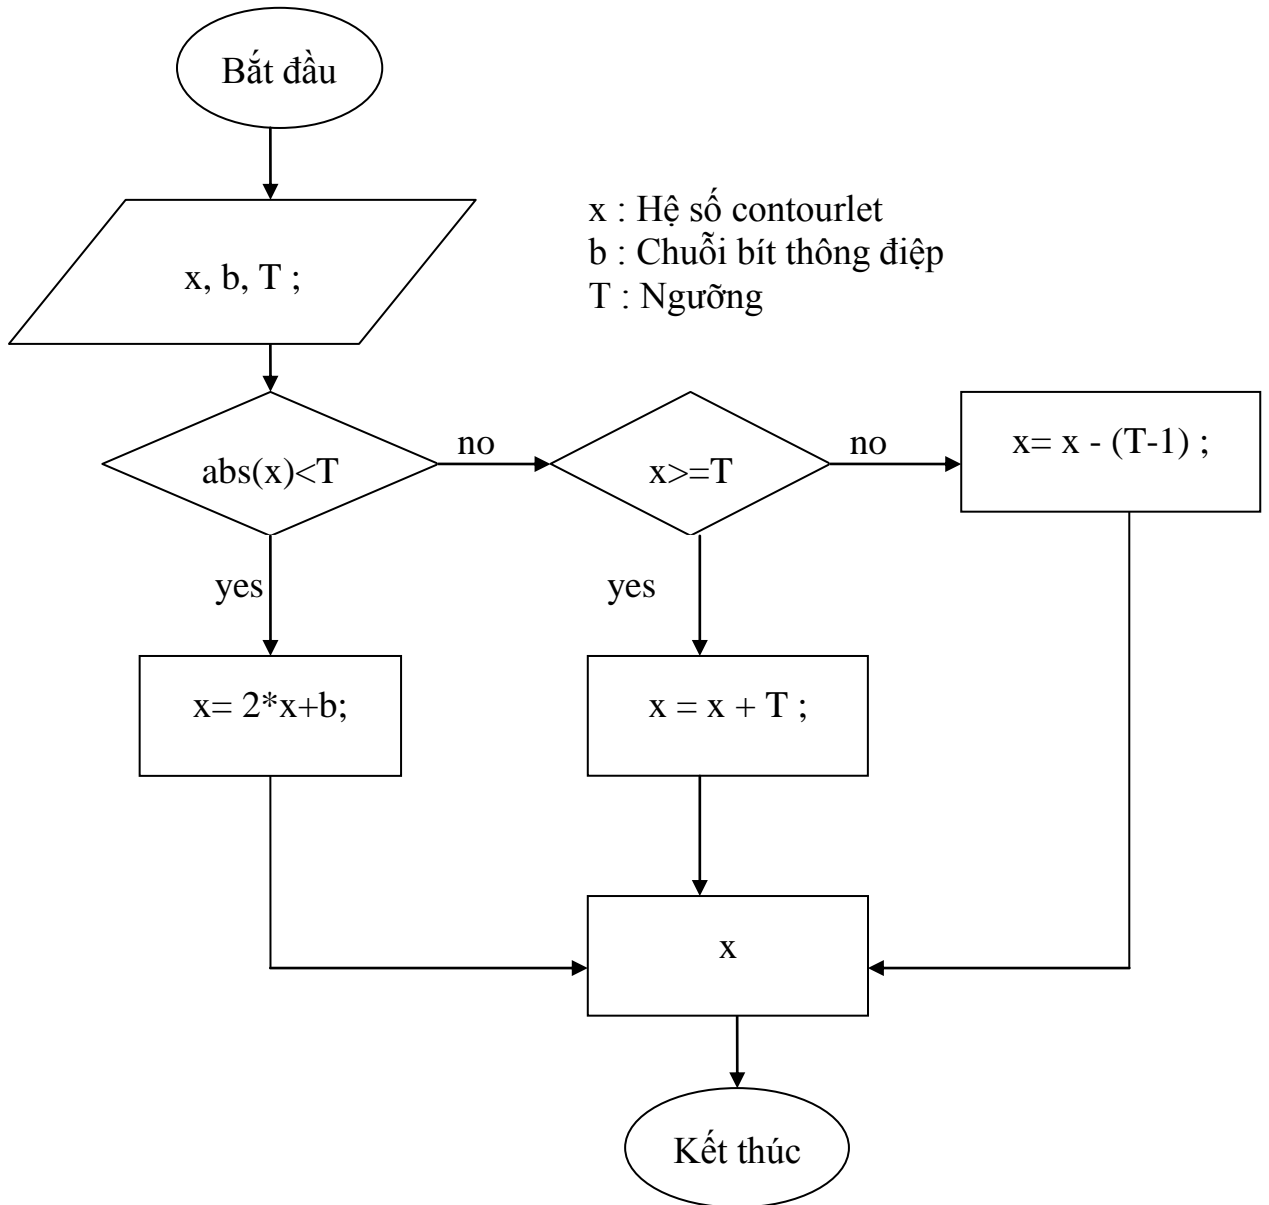 Bắt đầu
x : Hệ số contourlet
b : Chuỗi bít thông điệp
T : Ngưỡng
x, b, T ;
abs(x)<T
no
x>=T
no
x= x - (T-1) ;
yes
yes
x= 2*x+b;
x = x + T ;
x
Kết thúc